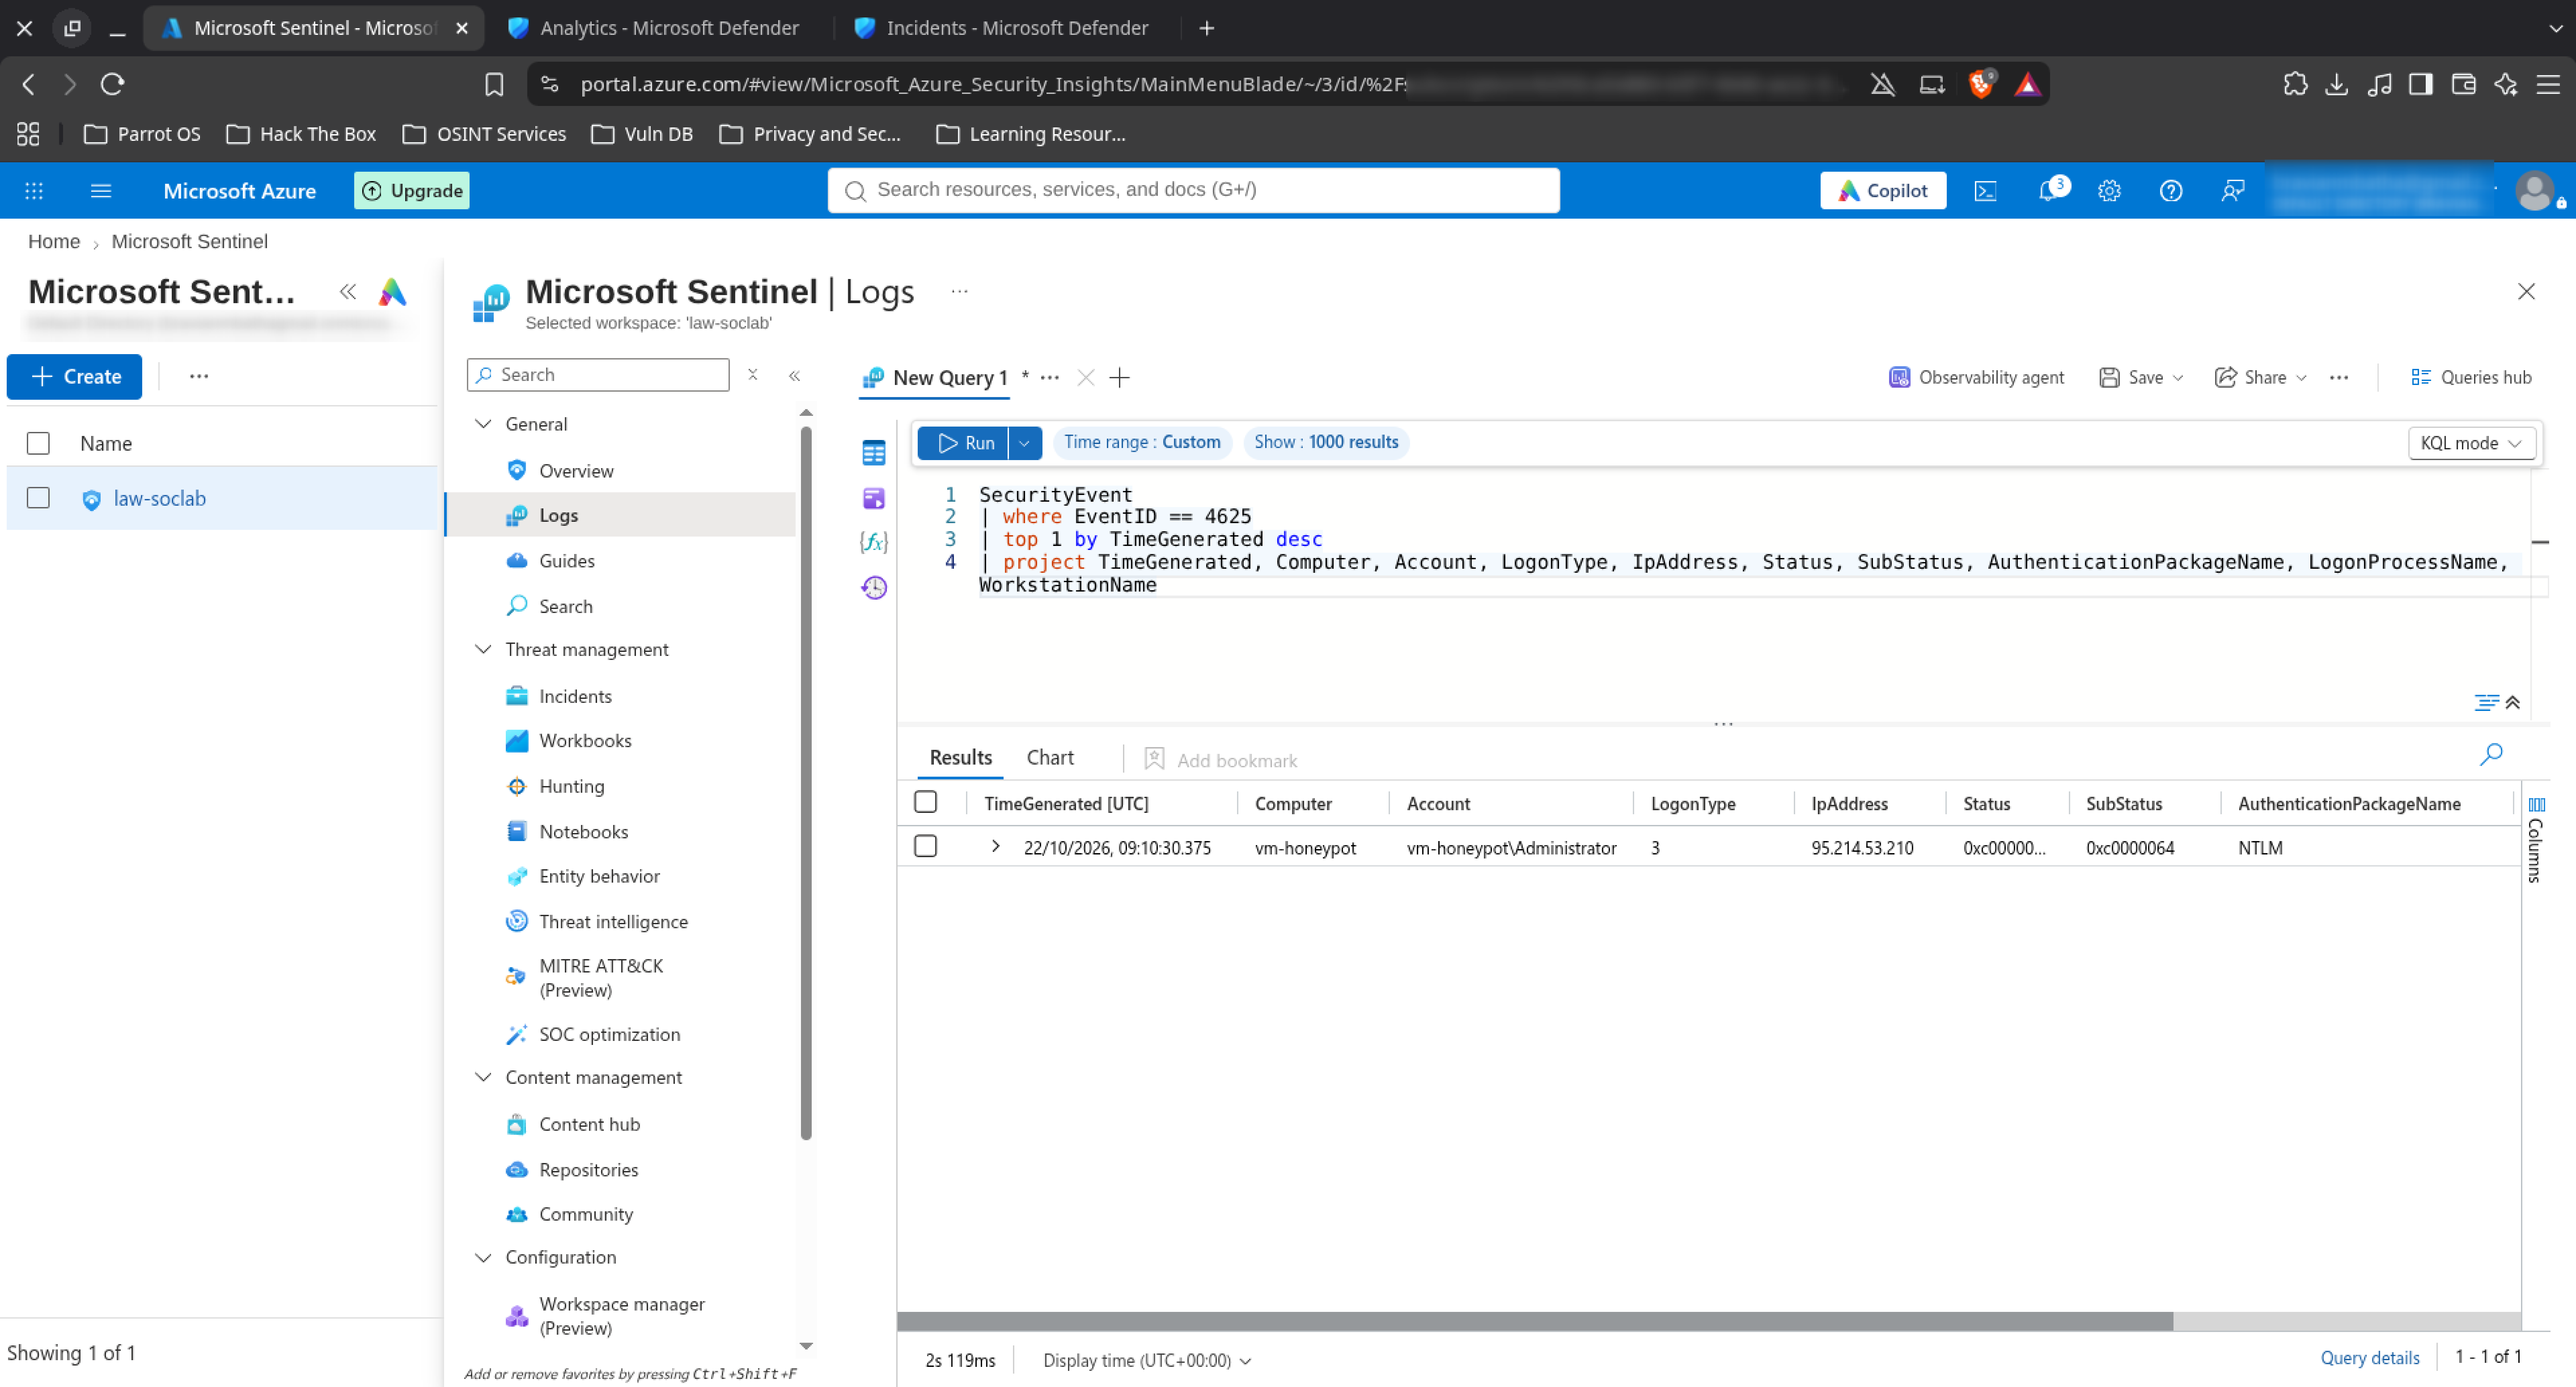 Microsoft Sentinel - Microsof
Analytics - Microsoft Defender
Incidents - Microsoft Defender
portal.azure.com/#view/Microsoft_Azure_Security_Insights/MainMenuBlade/~/3/id/%2Fs
9
Parrot OS
Hack The Box
OSINT Services
Vuln DB
Privacy and Sec...
Learning Resour...
Microsoft Azure
Upgrade
Search resources, services, and docs (G+/)
Copilot
3
Home > Microsoft Sentinel
Microsoft Sent...
Create
...
Name
law-soclab
Showing 1 of 1
Microsoft Sentinel | Logs
...
Selected workspace: 'law-soclab'
Search
General
Overview
Logs
Guides
Search
Threat management
Incidents
Workbooks
Hunting
Notebooks
Entity behavior
Threat intelligence
MITRE ATT&CK
(Preview)
SOC optimization
Content management
Content hub
Repositories
Community
Configuration
Workspace manager
(Preview)
Add or remove favorites by pressing Ctrl+Shift+F
New Query 1 * ...
Observability agent
Save
Share
...
Queries hub
Run
Time range : Custom
Show : 1000 results
KQL mode
1 SecurityEvent
2 | where EventID == 4625
3 | top 1 by TimeGenerated desc
4 | project TimeGenerated, Computer, Account, LogonType, IpAddress, Status, SubStatus, AuthenticationPackageName, LogonProcessName,
WorkstationName
...
Results
Chart
Add bookmark
TimeGenerated [UTC] Computer Account LogonType IpAddress Status SubStatus AuthenticationPackageName
22/10/2026, 09:10:30.375 vm-honeypot vm-honeypot\Administrator 3 95.214.53.210 0xc00000... 0xc0000064 NTLM
Columns
2s 119ms
Display time (UTC+00:00)
Query details
1 - 1 of 1